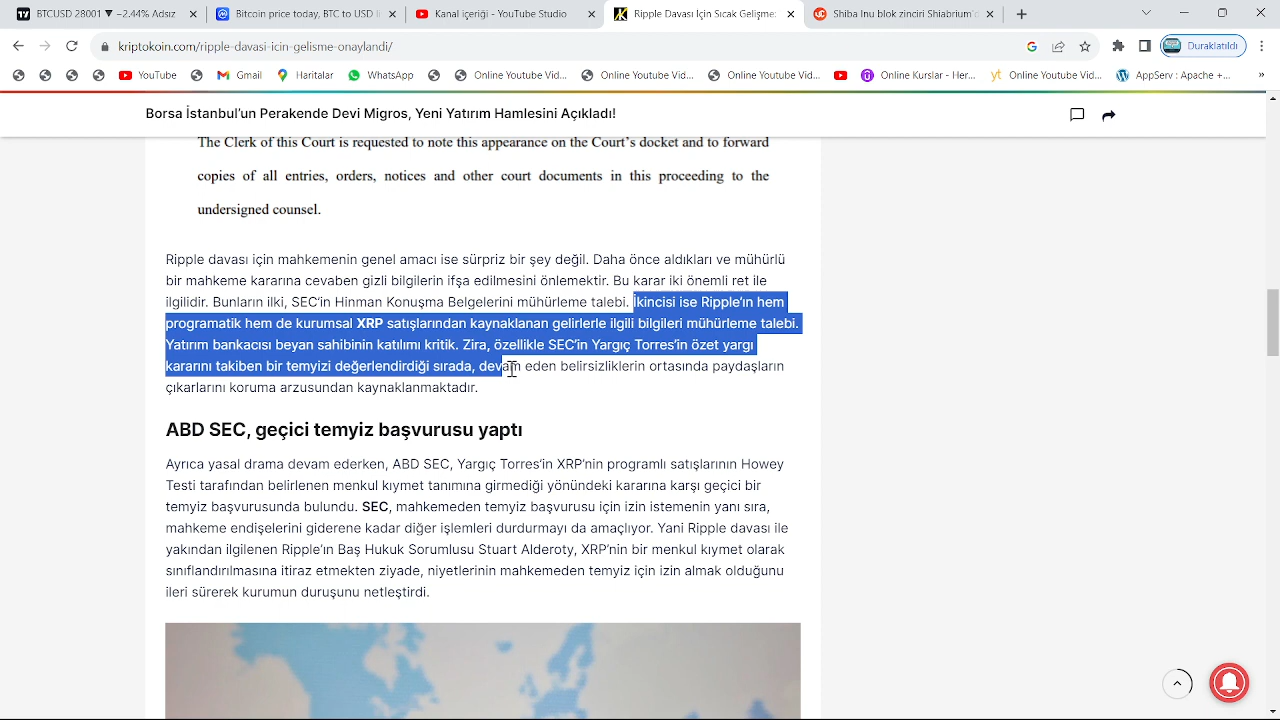 BTCUSD 28001 ▼ −2.44% Adsız
Bitcoin price today, BTC to USD li
Kanal içeriği - YouTube Studio
Ripple Davası İçin Sıcak Gelişme:
Shiba Inu blok zinciri Shiabrium c
kriptokoin.com/ripple-davasi-icin-gelisme-onaylandi/
Duraklatıldı
YouTube
Gmail
Haritalar
WhatsApp
Online Youtube Vid...
Online Youtube Vid...
Online Youtube Vid...
Online Kurslar - Her...
Online Youtube Vid...
AppServ : Apache +...
»
Borsa İstanbul'un Perakende Devi Migros, Yeni Yatırım Hamlesini Açıkladı!
The Clerk of this Court is requested to note this appearance on the Court's docket and to forward
copies of all entries, orders, notices and other court documents in this proceeding to the
undersigned counsel.
Ripple davası için mahkemenin genel amacı ise sürpriz bir şey değil. Daha önce aldıkları ve mühürlü
bir mahkeme kararına cevaben gizli bilgilerin ifşa edilmesini önlemektir. Bu karar iki önemli ret ile
ilgilidir. Bunların ilki, SEC'in Hinman Konuşma Belgelerini mühürleme talebi. İkincisi ise Ripple'ın hem
programatik hem de kurumsal XRP satışlarından kaynaklanan gelirlerle ilgili bilgileri mühürleme talebi.
Yatırım bankacısı beyan sahibinin katılımı kritik. Zira, özellikle SEC'in Yargıç Torres'in özet yargı
kararını takiben bir temyizi değerlendirdiği sırada, devam eden belirsizliklerin ortasında paydaşların
çıkarlarını koruma arzusundan kaynaklanmaktadır.
ABD SEC, geçici temyiz başvurusu yaptı
Ayrıca yasal drama devam ederken, ABD SEC, Yargıç Torres'in XRP'nin programlı satışlarının Howey
Testi tarafından belirlenen menkul kıymet tanımına girmediği yönündeki kararına karşı geçici bir
temyiz başvurusunda bulundu. SEC, mahkemeden temyiz başvurusu için izin istemenin yanı sıra,
mahkeme endişelerini giderene kadar diğer işlemleri durdurmayı da amaçlıyor. Yani Ripple davası ile
yakından ilgilenen Ripple'ın Baş Hukuk Sorumlusu Stuart Alderoty, XRP'nin bir menkul kıymet olarak
sınıflandırılmasına itiraz etmekten ziyade, niyetlerinin mahkemeden temyiz için izin almak olduğunu
ileri sürerek kurumun duruşunu netleştirdi.